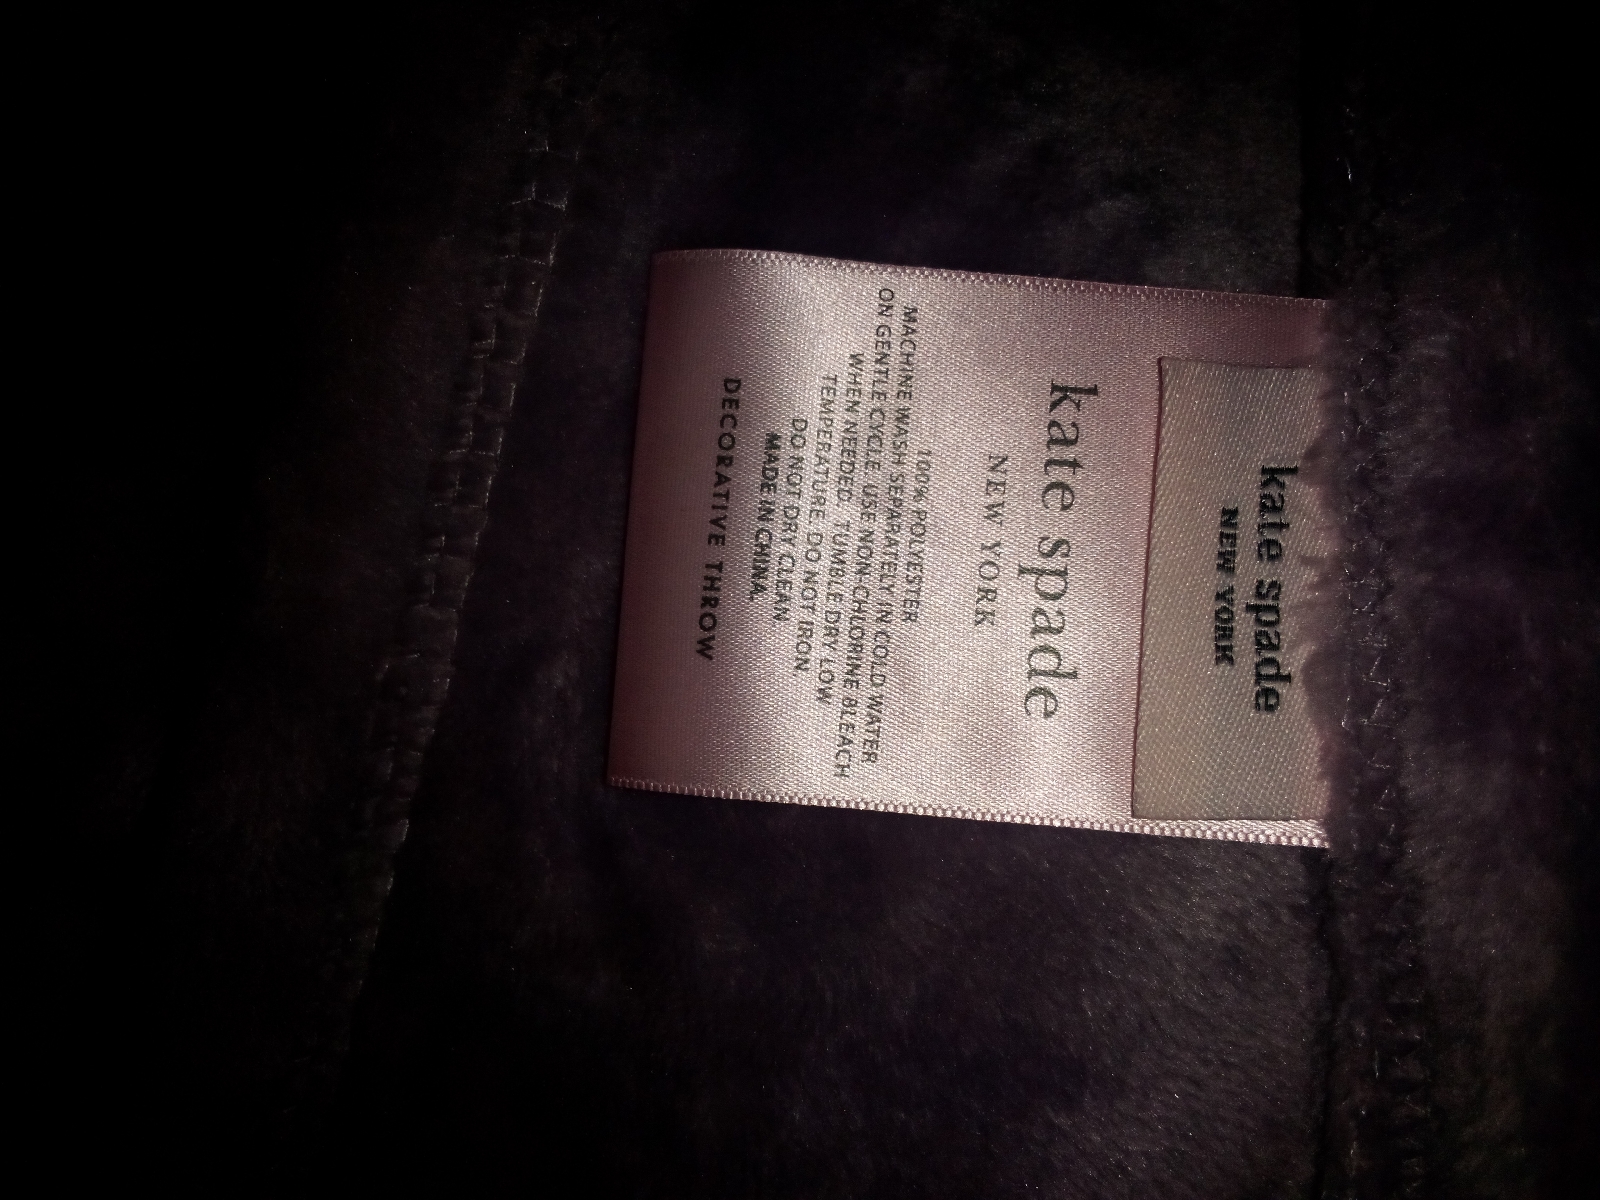 kate spade
NEW YORK
kate spade
NEW YORK
100% POLYESTER
MACHINE WASH SEPARATELY IN COLD WATER
ON GENTLE CYCLE. USE NON-CHLORINE BLEACH
WHEN NEEDED. TUMBLE DRY LOW
TEMPERATURE. DO NOT IRON.
DO NOT DRY CLEAN
MADE IN CHINA.
DECORATIVE THROW